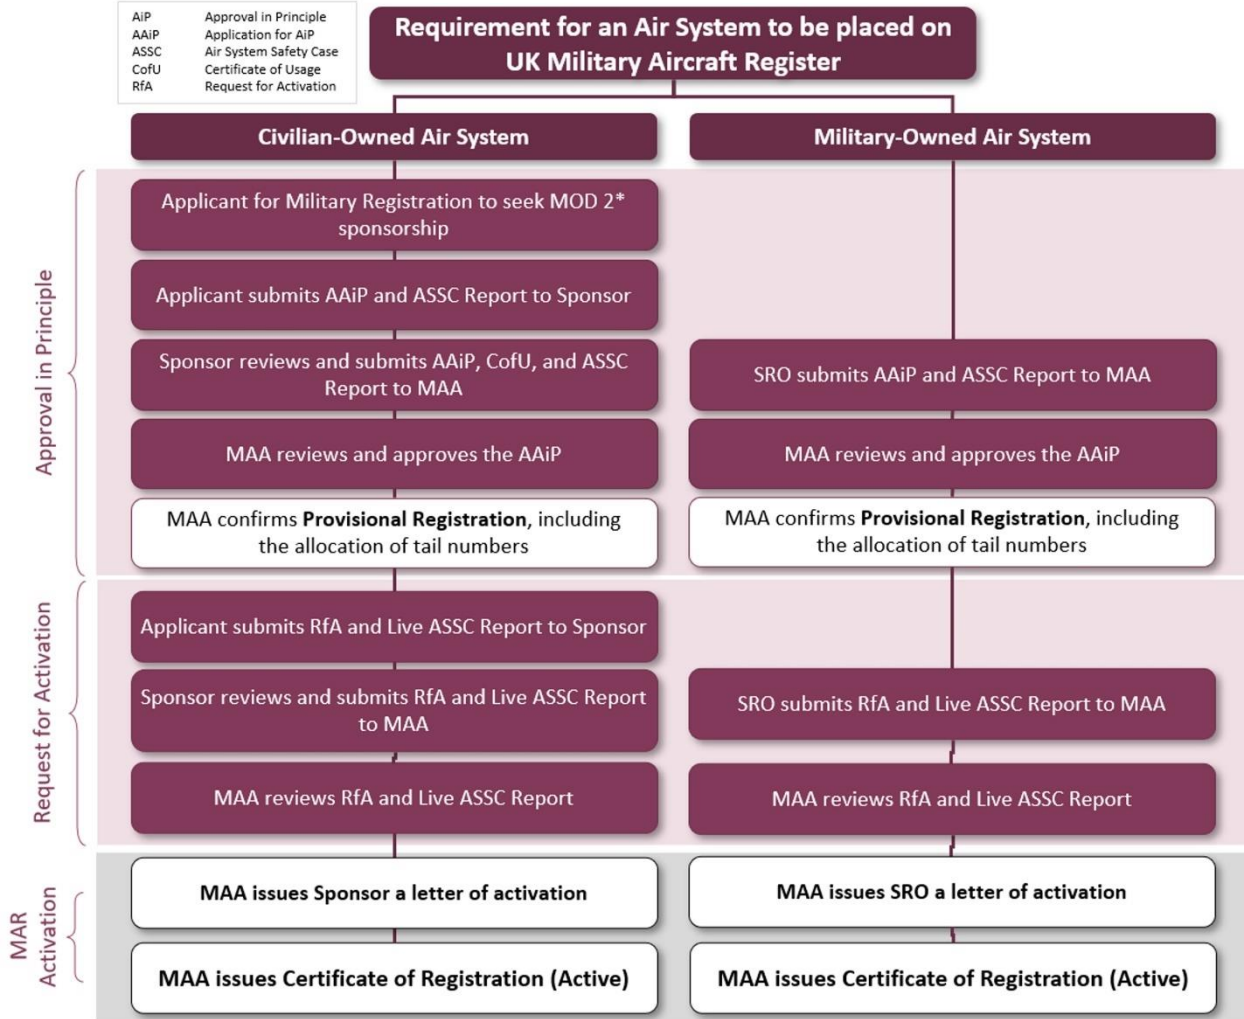 AiP Approval in Principle
AAiP Application for AiP
ASSC Air System Safety Case
CofU Certificate of Usage
RfA Request for Activation
Requirement for an Air System to be placed on
UK Military Aircraft Register
Civilian-Owned Air System
Military-Owned Air System
Approval in Principle
Applicant for Military Registration to seek MOD 2*
sponsorship
Applicant submits AAiP and ASSC Report to Sponsor
Sponsor reviews and submits AAiP, CofU, and ASSC
Report to MAA
SRO submits AAiP and ASSC Report to MAA
MAA reviews and approves the AAiP
MAA reviews and approves the AAiP
MAA confirms Provisional Registration, including
the allocation of tail numbers
MAA confirms Provisional Registration, including
the allocation of tail numbers
Request for Activation
Applicant submits RfA and Live ASSC Report to Sponsor
Sponsor reviews and submits RfA and Live ASSC Report
to MAA
SRO submits RfA and Live ASSC Report to MAA
MAA reviews RfA and Live ASSC Report
MAA reviews RfA and Live ASSC Report
MAR
Activation
MAA issues Sponsor a letter of activation
MAA issues SRO a letter of activation
MAA issues Certificate of Registration (Active)
MAA issues Certificate of Registration (Active)